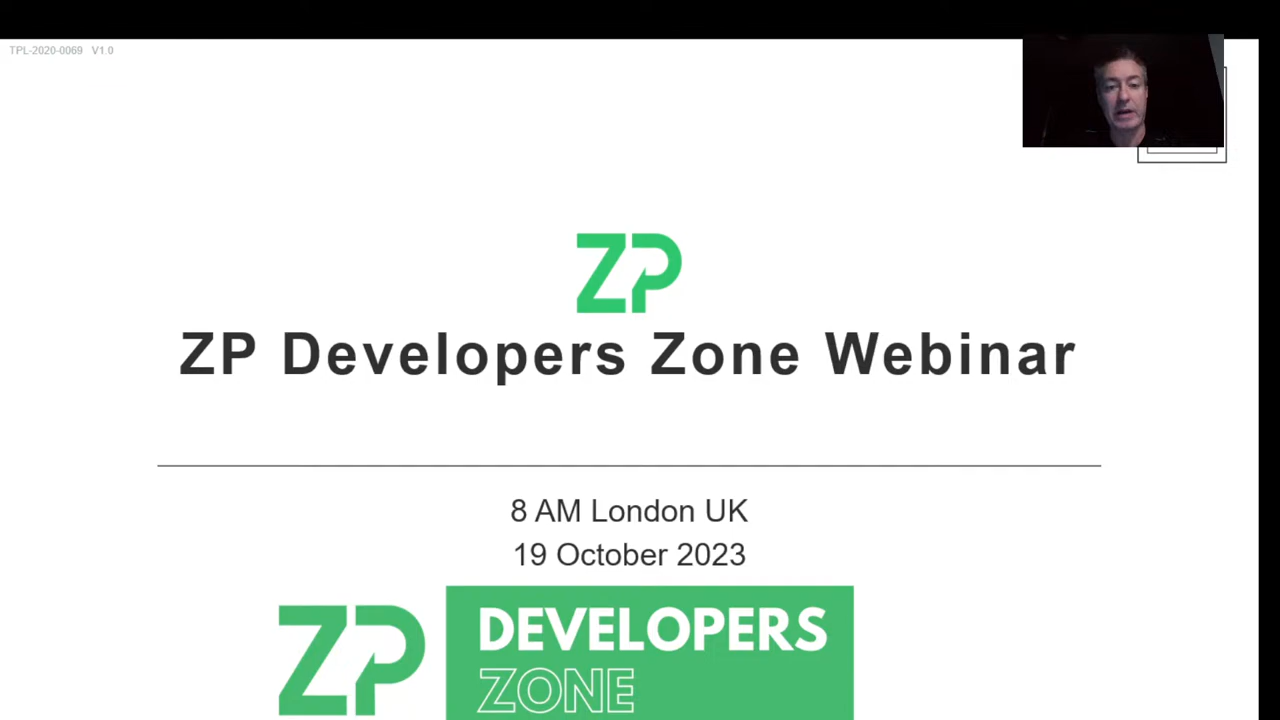 TPL-2020-0069 V1.0
ZP
ZP Developers Zone Webinar
8 AM London UK
19 October 2023
ZP
DEVELOPERS
ZONE